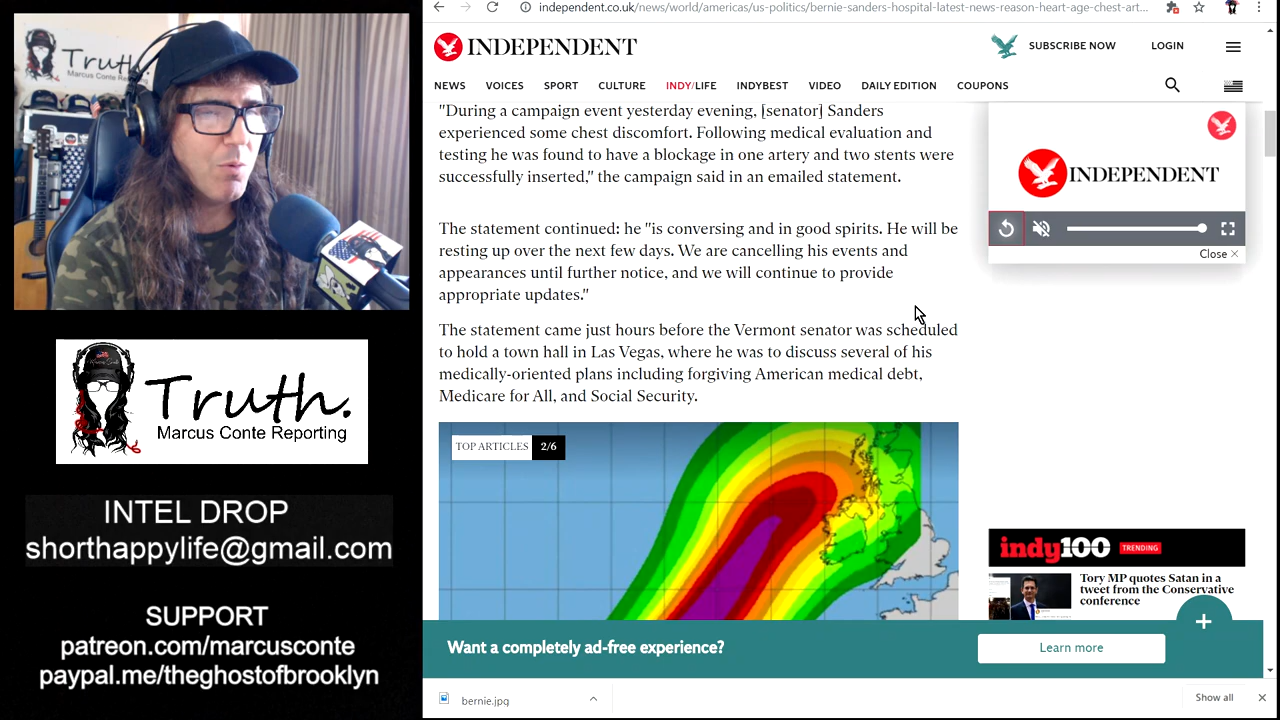 Truth.
Marcus Conte Reporting
Truth.
Marcus Conte Reporting
INTEL DROP
shorthappylife@gmail.com
SUPPORT
patreon.com/marcusconte
paypal.me/theghostofbrooklyn
independent.co.uk/news/world/americas/us-politics/bernie-sanders-hospital-latest-news-reason-heart-age-chest-art...
INDEPENDENT
SUBSCRIBE NOW
LOGIN
NEWS VOICES SPORT CULTURE INDY/LIFE INDYBEST VIDEO DAILY EDITION COUPONS
"During a campaign event yesterday evening, [senator] Sanders
experienced some chest discomfort. Following medical evaluation and
testing he was found to have a blockage in one artery and two stents were
successfully inserted," the campaign said in an emailed statement.
The statement continued: he "is conversing and in good spirits. He will be
resting up over the next few days. We are cancelling his events and
appearances until further notice, and we will continue to provide
appropriate updates."
The statement came just hours before the Vermont senator was scheduled
to hold a town hall in Las Vegas, where he was to discuss several of his
medically-oriented plans including forgiving American medical debt,
Medicare for All, and Social Security.
TOP ARTICLES 2/6
INDEPENDENT
Close ×
indy100 TRENDING
Tory MP quotes Satan in a
tweet from the Conservative
conference
+
Want a completely ad-free experience?
Learn more
bernie.jpg
Show all